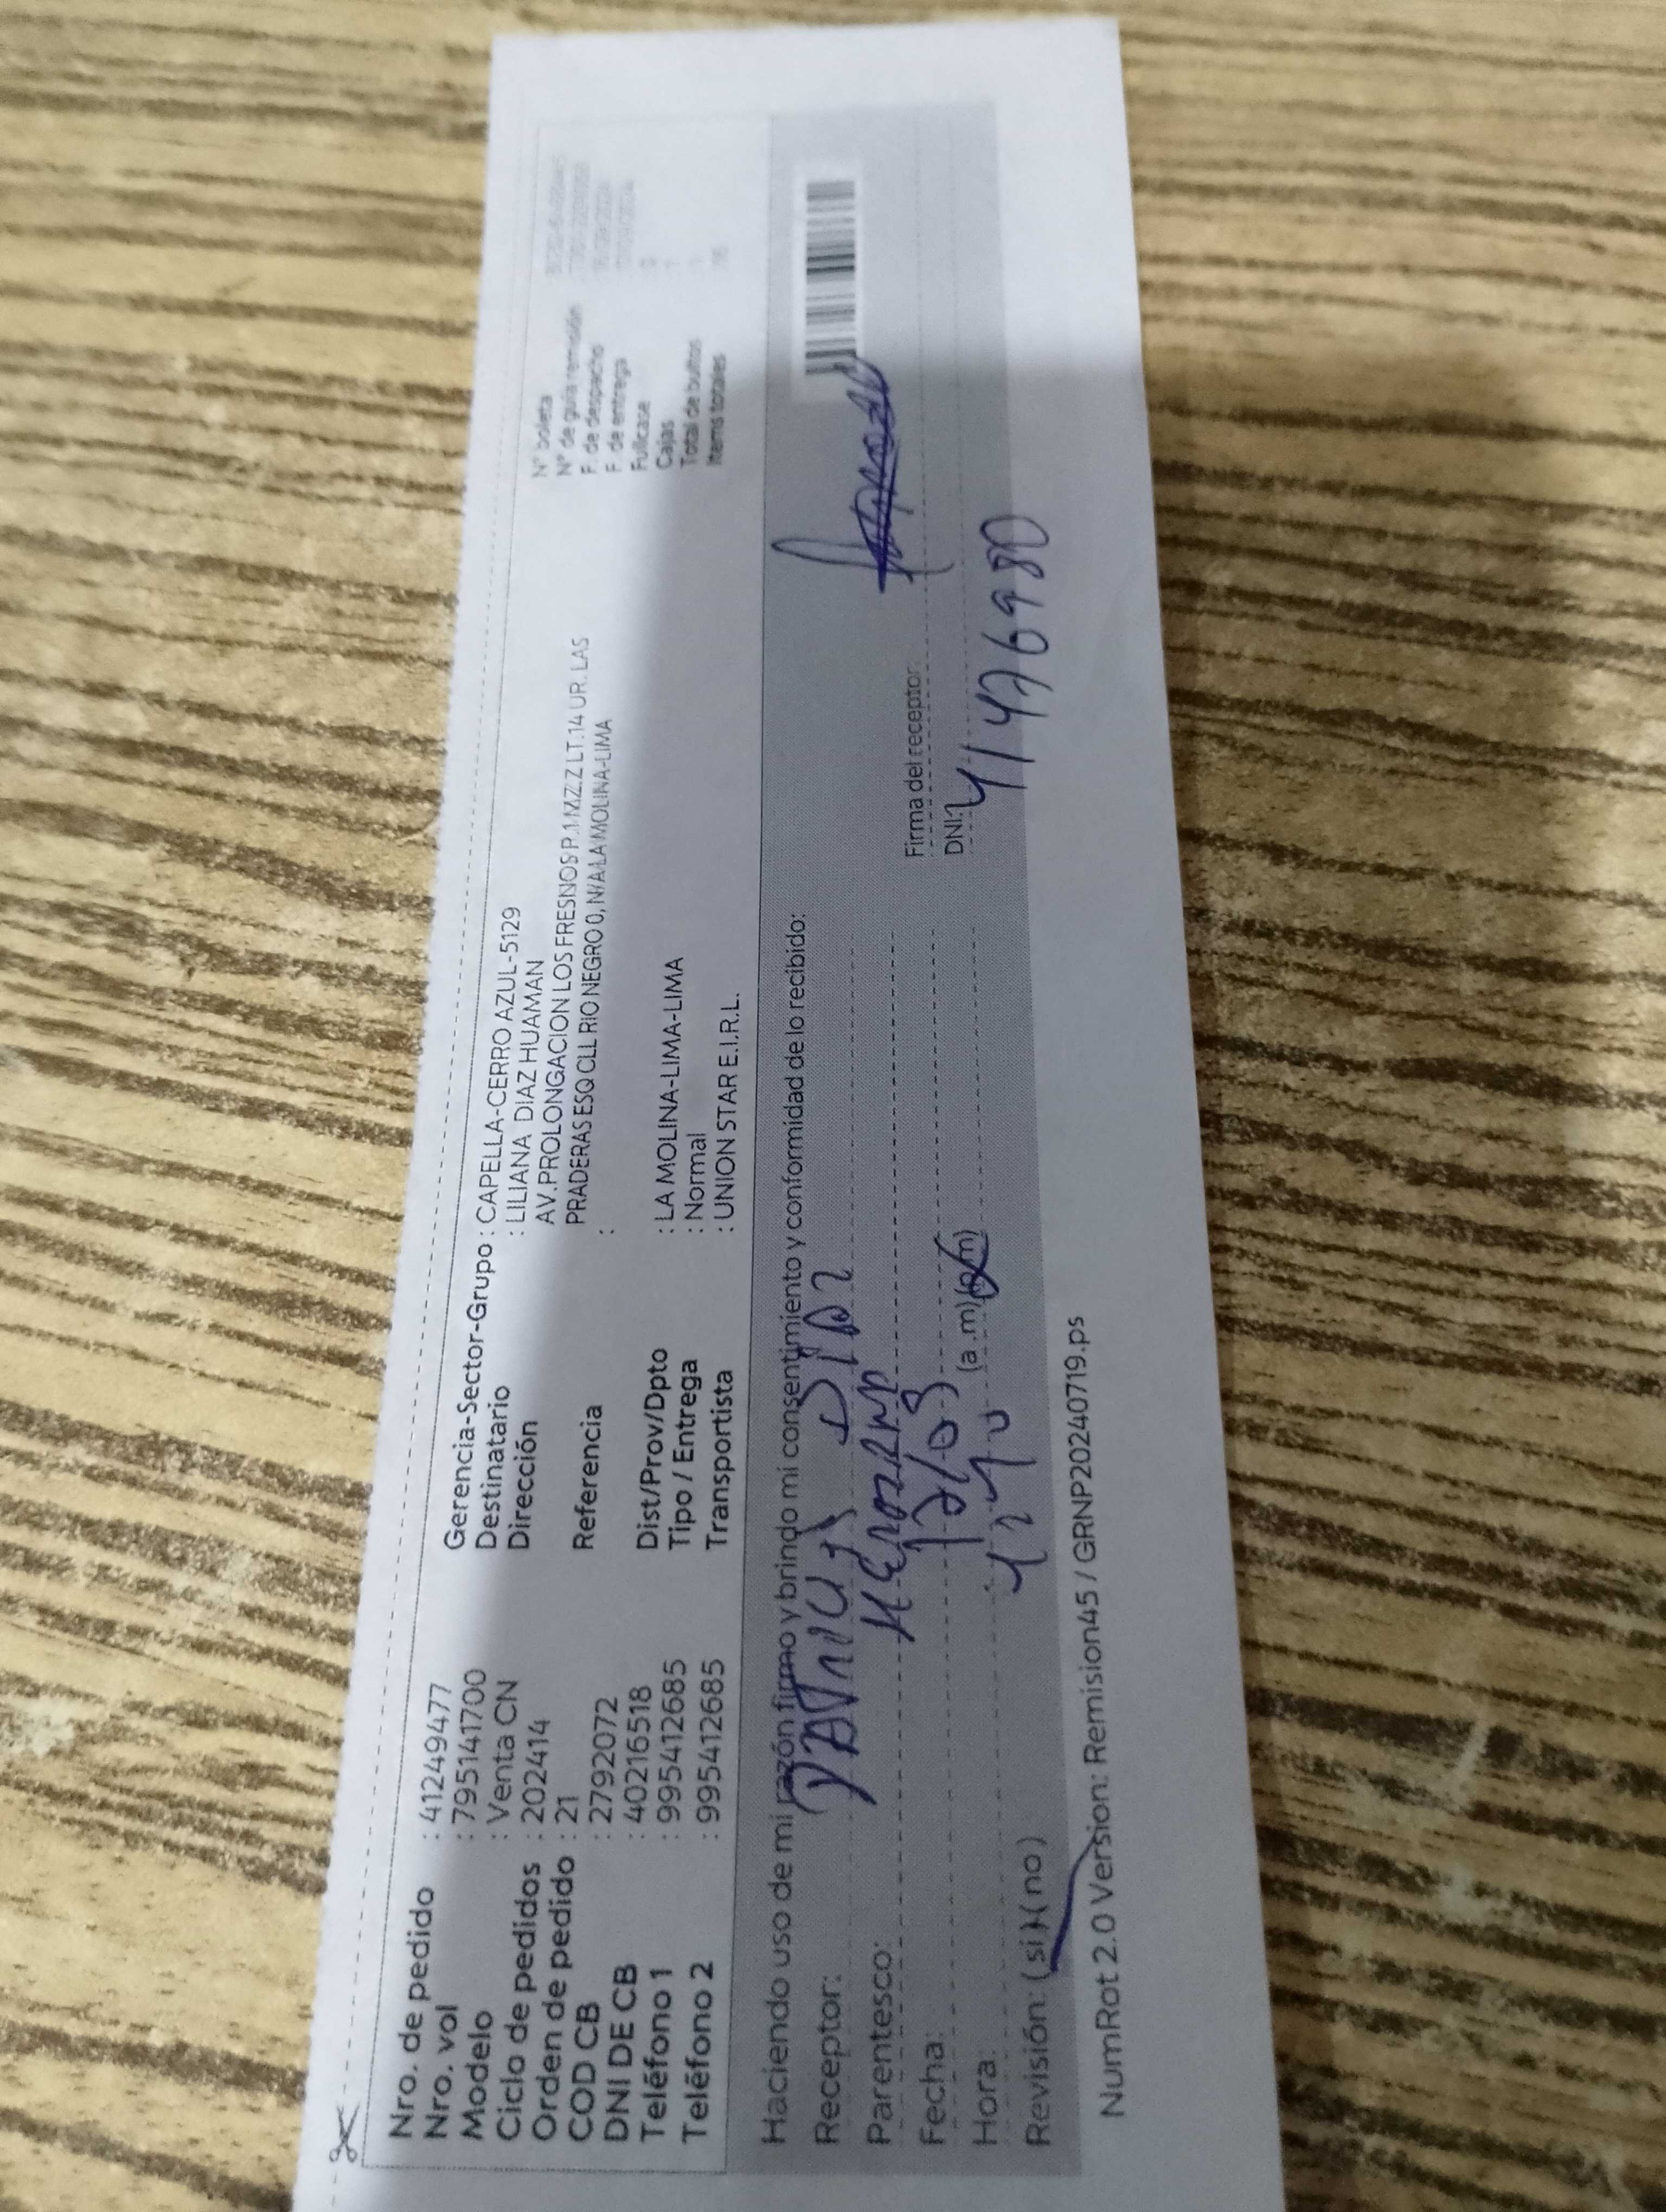 Nro. de pedido : 41249477
Nro. vol : 795141700
Modelo : Venta CN
Ciclo de pedidos : 202414
Orden de pedido : 21
COD CB : 2792072
DNI DE CB : 40216518
Teléfono 1 : 995412685
Teléfono 2 : 995412685
Gerencia-Sector-Grupo : CAPELLA-CERRO AZUL-5129
Destinatario : LILIANA DIAZ HUAMAN
Dirección AV.PROLONGACION LOS FRESNOS P.1 MZ.Z LT.14 UR. LAS
PRADERAS ESQ CLL RIO NEGRO 0, N/A LA MOLINA-LIMA
Referencia :
Dist/Prov/Dpto : LA MOLINA-LIMA-LIMA
Tipo / Entrega : Normal
Transportista : UNION STAR E.I.R.L.
N° boleta
N° de guía remisión
F. de despacho
F. de entrega
Fullcase
Cajas
Total de bultos
Items totales
Haciendo uso de mi razón firmo y brindo mi consentimiento y conformidad de lo recibido:
Receptor: DIAZ
Parentesco:
Fecha: 17/09
Hora: (a .m) (p.m)
Revisión: (si) (no)
Firma del receptor:
DNI: 41476980
NumRot 2.0 Version: Remision45 / GRNP20240719.ps